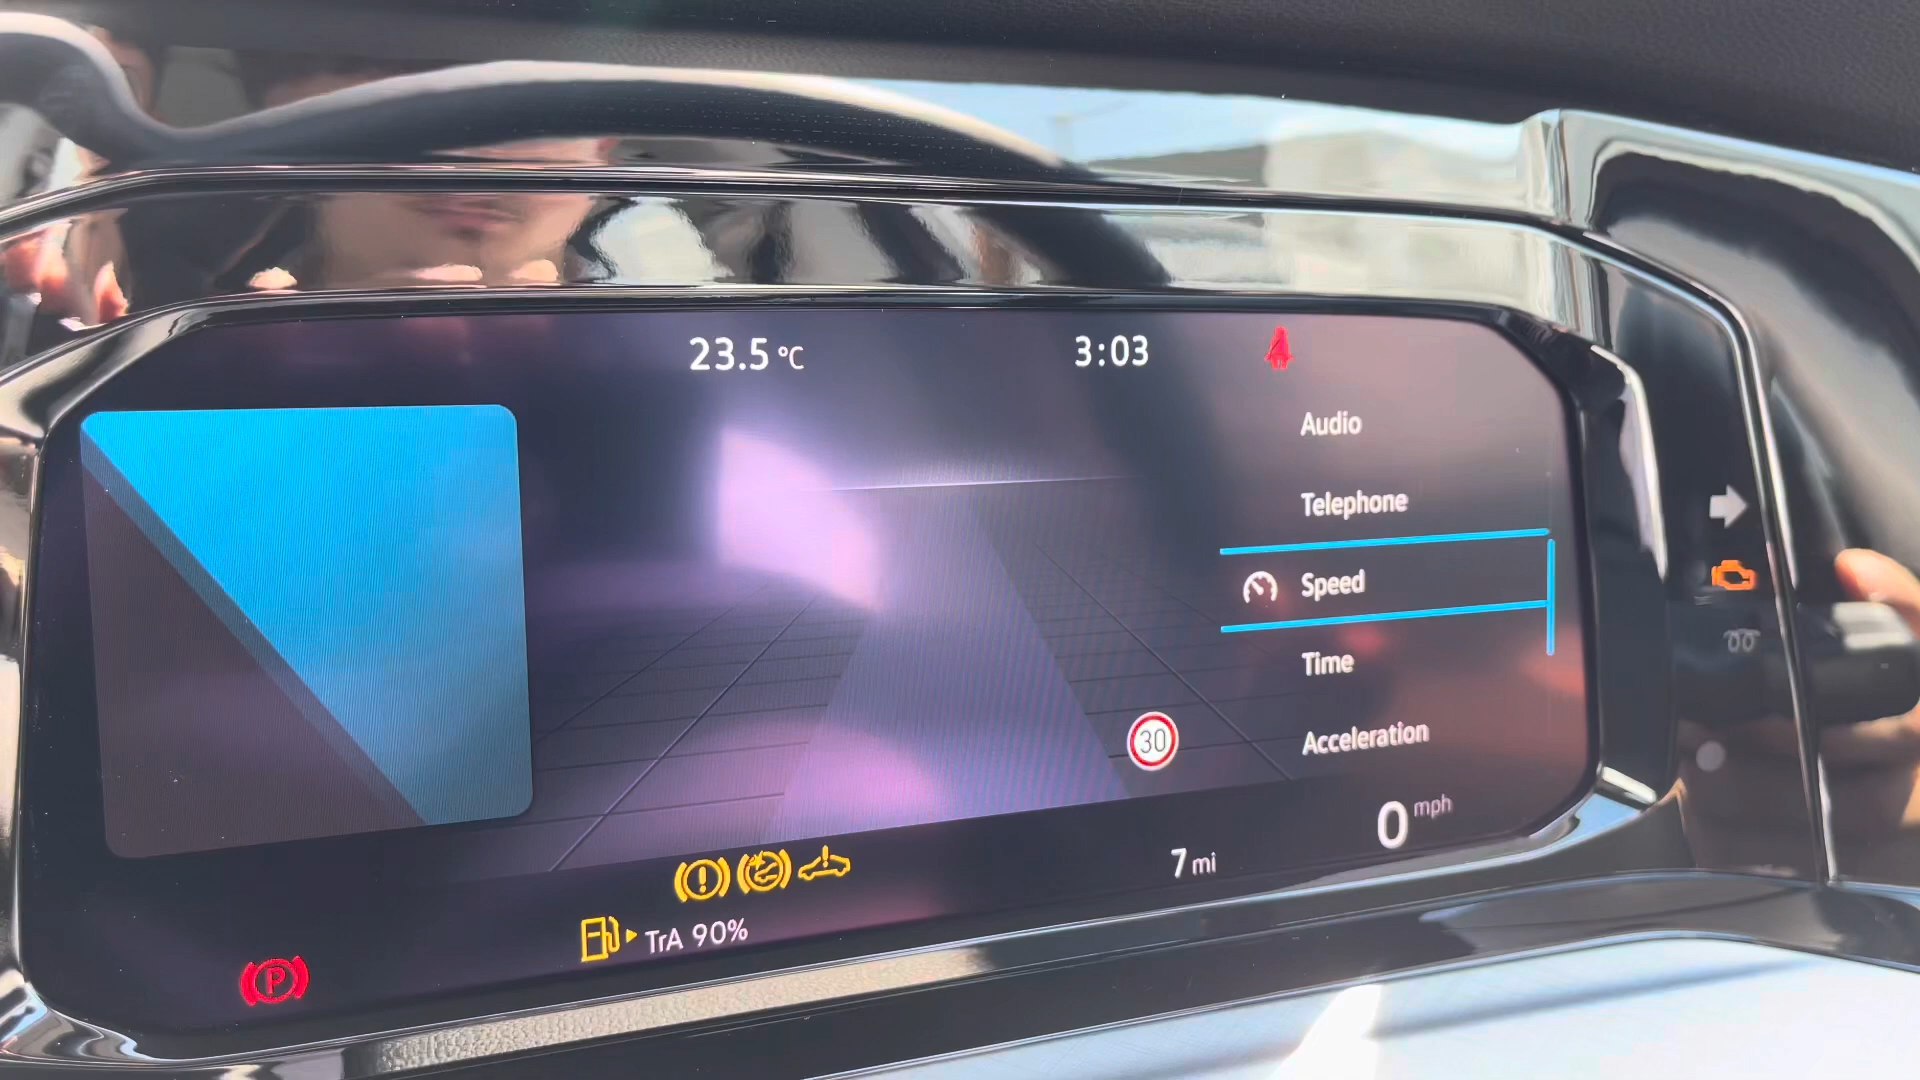 23.5 °C
3:03
Audio
Telephone
Speed
Time
Acceleration
30
0 mph
7 mi
TrA 90%
P